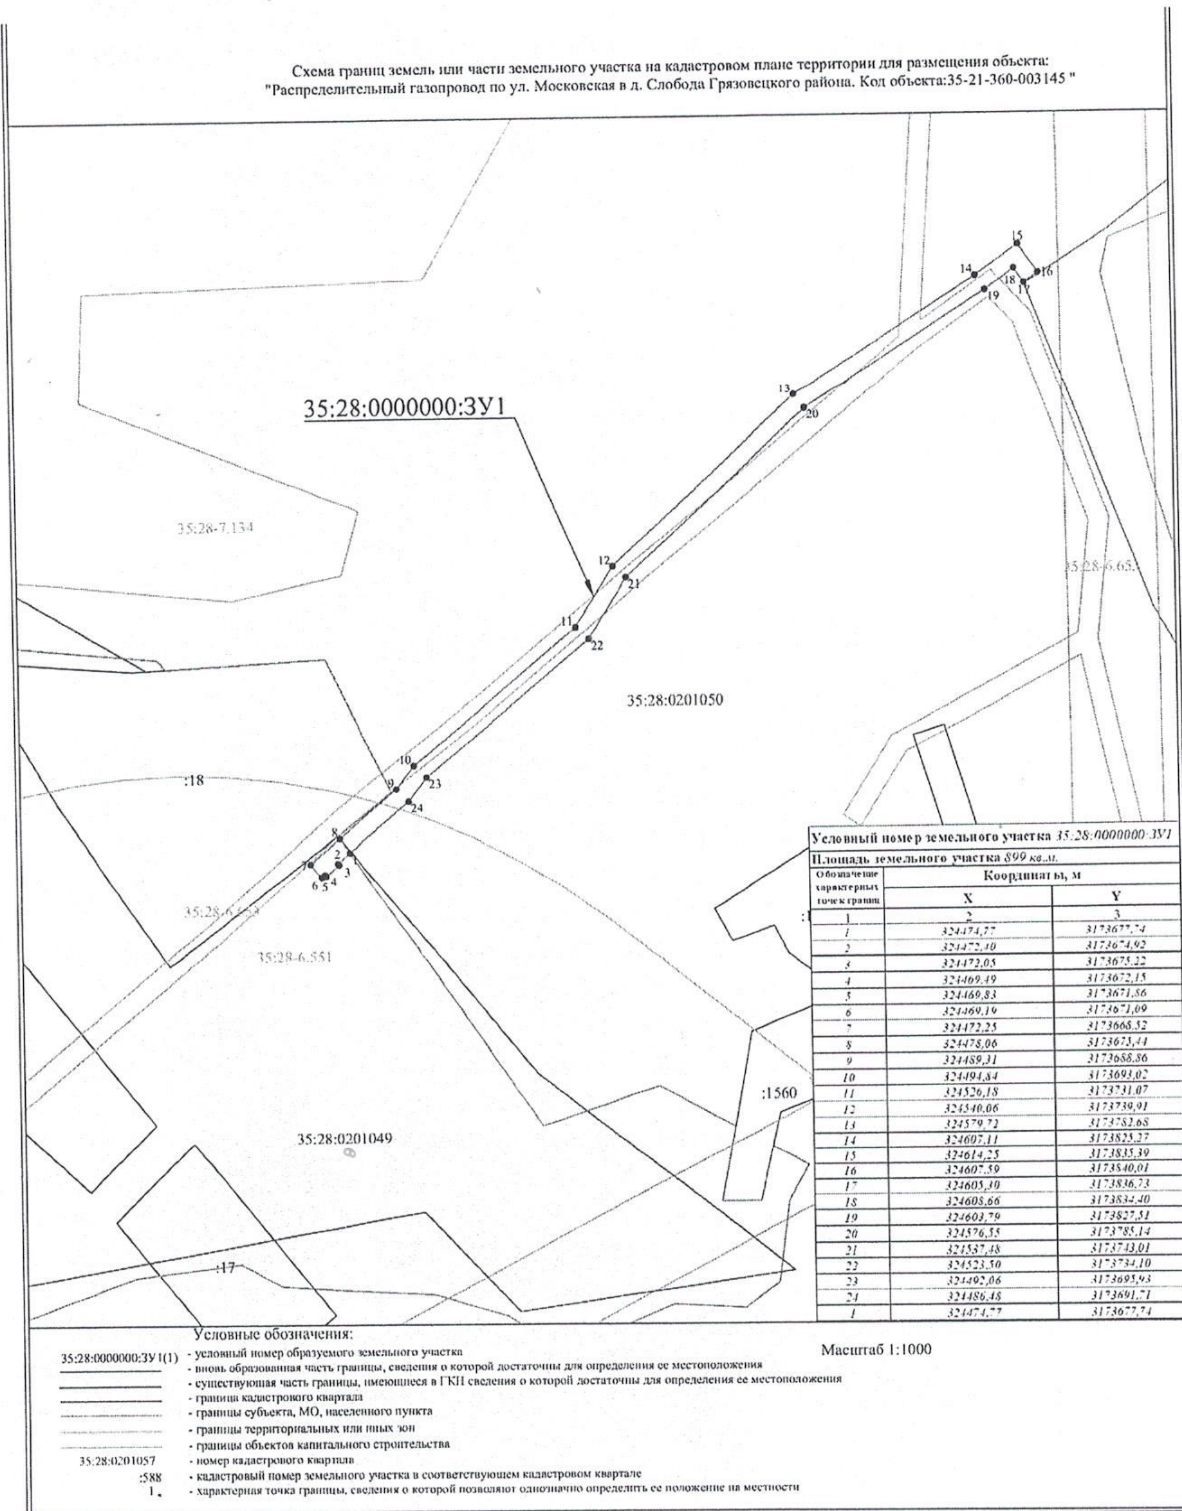 Схема границ земель или части земельного участка на кадастровом плане территории для размещения объекта:
"Распределительный газопровод по ул. Московская в д. Слобода Грязовецкого района. Код объекта:35-21-360-003145 "
15
14
16
18
17
19
13
20
35:28:0000000:ЗУ1
35:28-7.134
12
21
11
22
35:28:0201050
10
9
23
:18
24
8
1
2
7
3
4
6
5
35:28-6.551
:1560
35:28:0201049
:17
Условный номер земельного участка 35:28:0000000:ЗУ1
Площадь земельного участка 899 кв.м.
Обозначение характерных точек границ Координаты, м
X Y
1 2 3
1 324474,77 3173677,74
2 324472,40 3173674,92
3 324472,05 3173675,22
4 324469,49 3173672,15
5 324469,83 3173671,86
6 324469,19 3173671,09
7 324472,25 3173668,52
8 324478,06 3173675,44
9 324489,31 3173688,86
10 324494,84 3173693,02
11 324526,18 3173731,07
12 324540,06 3173739,91
13 324579,72 3173782,68
14 324607,11 3173825,27
15 324614,25 3173835,39
16 324607,59 3173840,01
17 324605,30 3173836,73
18 324608,66 3173834,40
19 324603,79 3173827,51
20 324576,55 3173785,14
21 324537,48 3173743,01
22 324523,50 3173734,10
23 324492,06 3173695,93
24 324486,48 3173691,71
1 324474,77 3173677,74
Условные обозначения:
Масштаб 1:1000
35:28:0000000:ЗУ1(1) - условный номер образуемого земельного участка
- вновь образованная часть границы, сведения о которой достаточны для определения ее местоположения
- существующая часть границы, имеющиеся в ГКН сведения о которой достаточны для определения ее местоположения
- граница кадастрового квартала
- границы субъекта, МО, населенного пункта
- границы территориальных или иных зон
- границы объектов капитального строительства
35:28:0201057 - номер кадастрового квартала
:588 - кадастровый номер земельного участка в соответствующем кадастровом квартале
1 - характерная точка границы, сведения о которой позволяют однозначно определить ее положение на местности